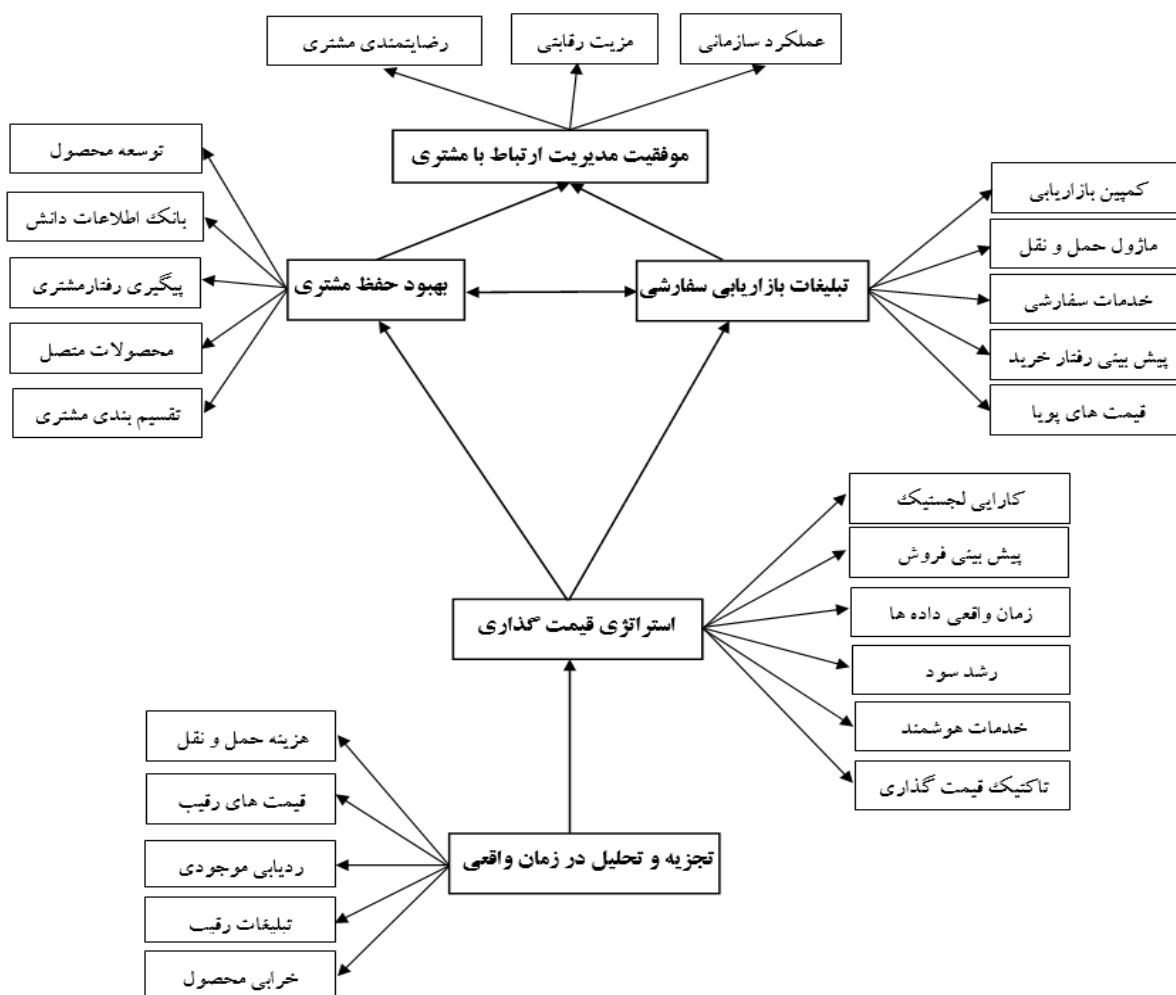 عملکرد سازمانی
مزیت رقابتی
رضایتمندی مشتری
موفقیت مدیریت ارتباط با مشتری
کمپین بازاریابی
ماژول حمل و نقل
خدمات سفارشی
پیش بینی رفتار خرید
قیمت های پویا
تبلیغات بازاریابی سفارشی
بهبود حفظ مشتری
توسعه محصول
بانک اطلاعات دانش
پیگیری رفتارمشتری
محصولات متصل
تقسیم بندی مشتری
کارایی لجستیک
پیش بینی فروش
زمان واقعی داده ها
رشد سود
خدمات هوشمند
تاکتیک قیمت گذاری
استراتژی قیمت گذاری
تجزیه و تحلیل در زمان واقعی
هزینه حمل و نقل
قیمت های رقیب
ردیابی موجودی
تبلیغات رقیب
خرابی محصول